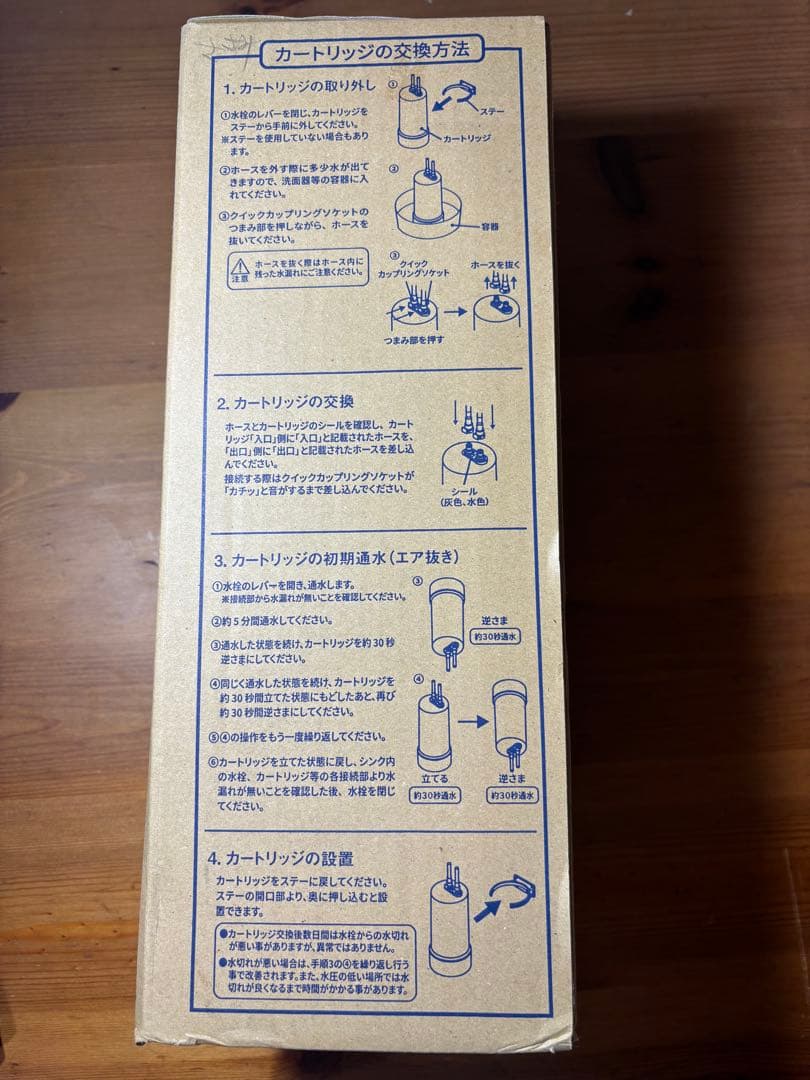 カートリッジの交換方法
1. カートリッジの取り外し
①水栓のレバーを閉じ、カートリッジを
ステーから手前に外してください。
※ステーを使用していない場合もあり
ます。
①
ステー
カートリッジ
②ホースを外す際に多少水が出て
きますので、洗面器等の容器に入
れてください。
②
容器
③クイックカップリングソケットの
つまみ部を押しながら、ホースを
抜いてください。
注意
ホースを抜く際はホース内に
残った水漏れにご注意ください。
③
クイック
カップリングソケット
ホースを抜く
つまみ部を押す
2. カートリッジの交換
ホースとカートリッジのシールを確認し、カート
リッジ「入口」側に「入口」と記載されたホースを、
「出口」側に「出口」と記載されたホースを差し込
んでください。
接続する際はクイックカップリングソケットが
「カチッ」と音がするまで差し込んでください。
シール
(灰色、水色)
3. カートリッジの初期通水(エア抜き)
①水栓のレバーを開き、通水します。
※接続部から水漏れが無いことを確認してください。
②約5分間通水してください。
③通水した状態を続け、カートリッジを約30秒
逆さまにしてください。
③
逆さま
約30秒通水
④同じく通水した状態を続け、カートリッジを
約30秒間立てた状態にもどしたあと、再び
約30秒間逆さまにしてください。
⑤④の操作をもう一度繰り返してください。
⑥カートリッジを立てた状態に戻し、シンク内
の水栓、カートリッジ等の各接続部より水
漏れが無いことを確認した後、水栓を閉じ
てください。
④
立てる
約30秒通水
逆さま
約30秒通水
4. カートリッジの設置
カートリッジをステーに戻してください。
ステーの開口部より、奥に押し込むと設
置できます。
●カートリッジ交換後数日間は水栓からの水切れ
が悪い事がありますが、異常ではありません。
●水切れが悪い場合は、手順3の④を繰り返し行う
事で改善されます。また、水圧の低い場所では水
切れが良くなるまで時間がかかる事があります。